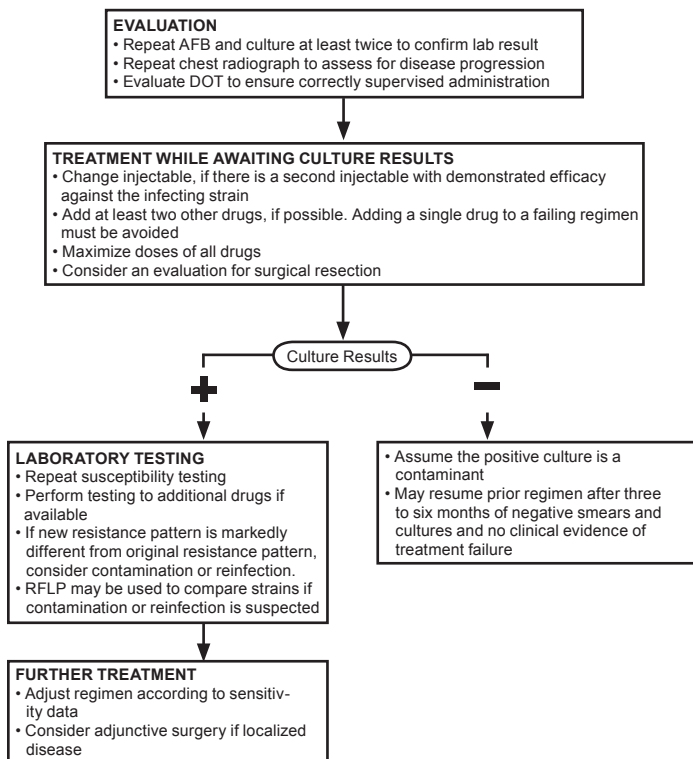 EVALUATION
• Repeat AFB and culture at least twice to confirm lab result
• Repeat chest radiograph to assess for disease progression
• Evaluate DOT to ensure correctly supervised administration
TREATMENT WHILE AWAITING CULTURE RESULTS
• Change injectable, if there is a second injectable with demonstrated efficacy
against the infecting strain
• Add at least two other drugs, if possible. Adding a single drug to a failing regimen
must be avoided
• Maximize doses of all drugs
• Consider an evaluation for surgical resection
Culture Results
+
−
LABORATORY TESTING
• Repeat susceptibility testing
• Perform testing to additional drugs if
available
• If new resistance pattern is markedly
different from original resistance pattern,
consider contamination or reinfection.
• RFLP may be used to compare strains if
contamination or reinfection is suspected
• Assume the positive culture is a
contaminant
• May resume prior regimen after three
to six months of negative smears and
cultures and no clinical evidence of
treatment failure
FURTHER TREATMENT
• Adjust regimen according to sensitiv-
ity data
• Consider adjunctive surgery if localized
disease